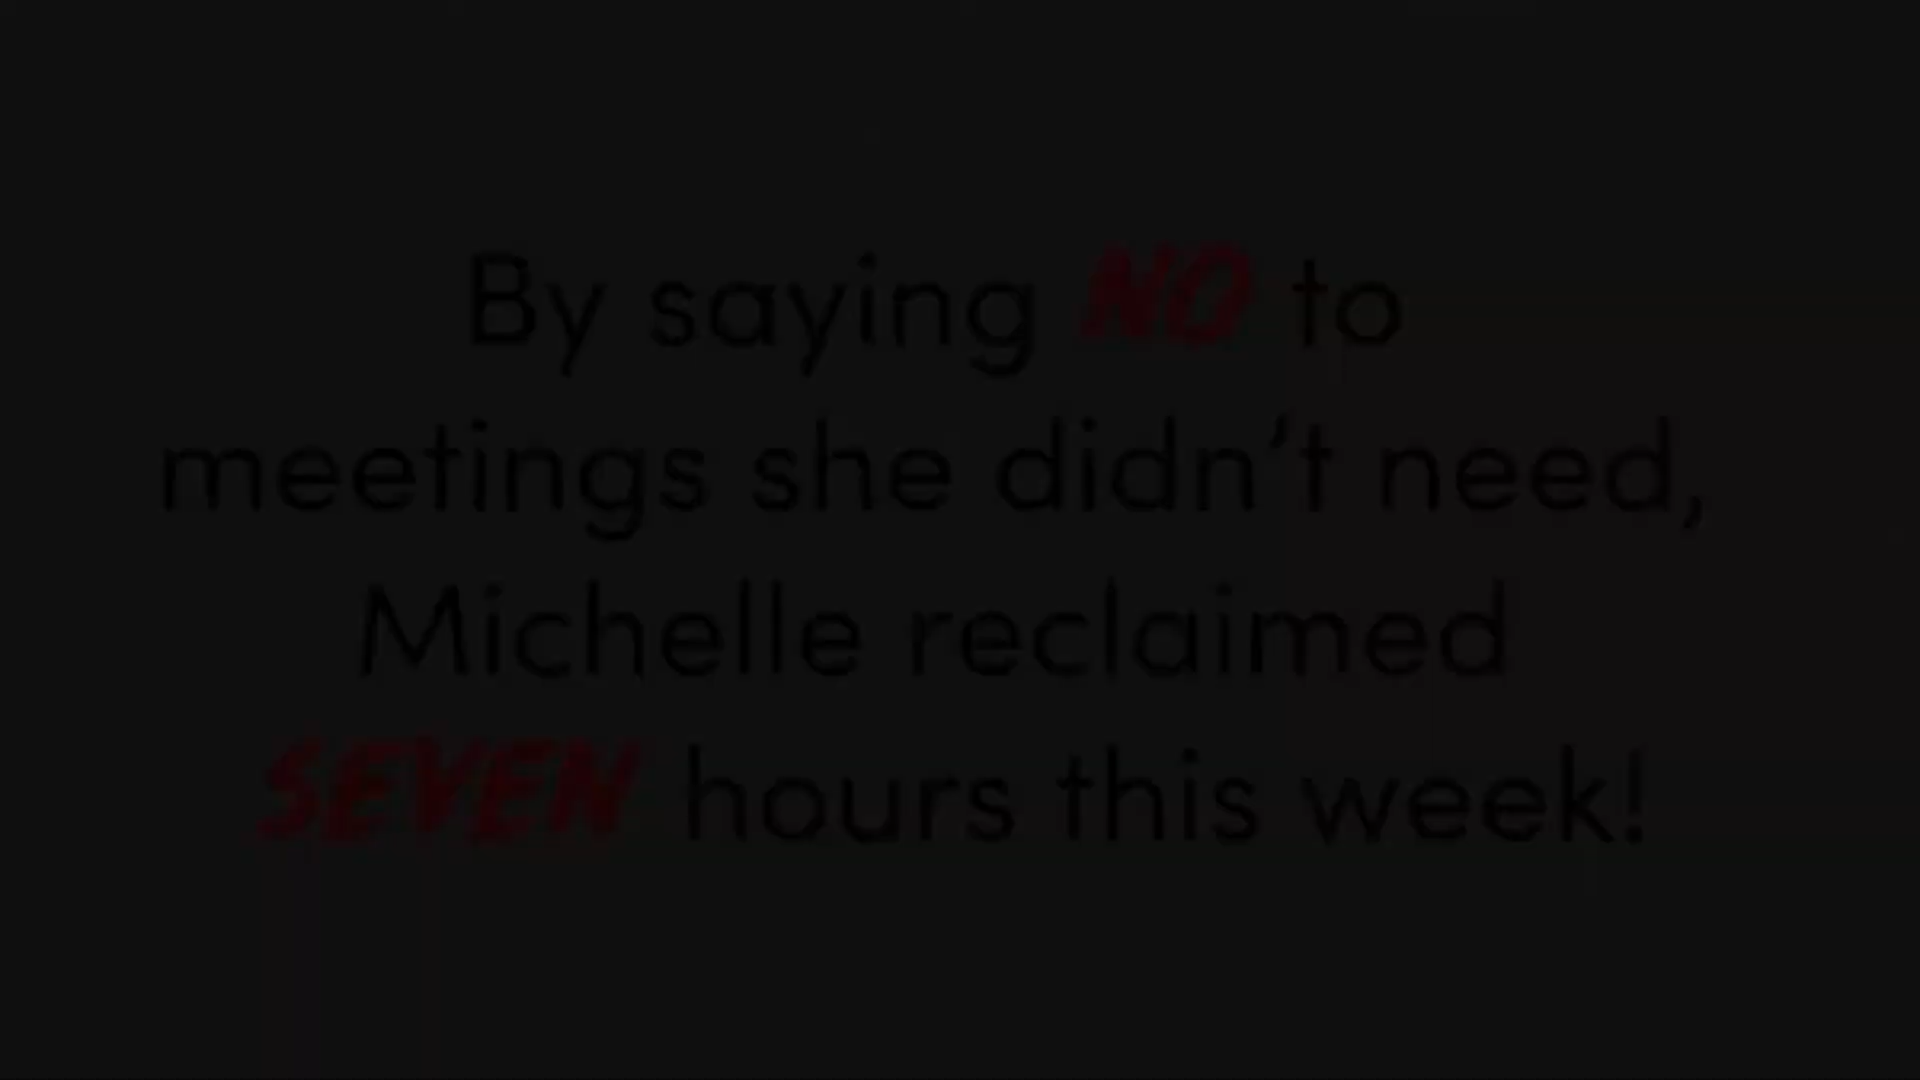 By saying NO to
meetings she didn’t need,
Michelle reclaimed
SEVEN hours this week!